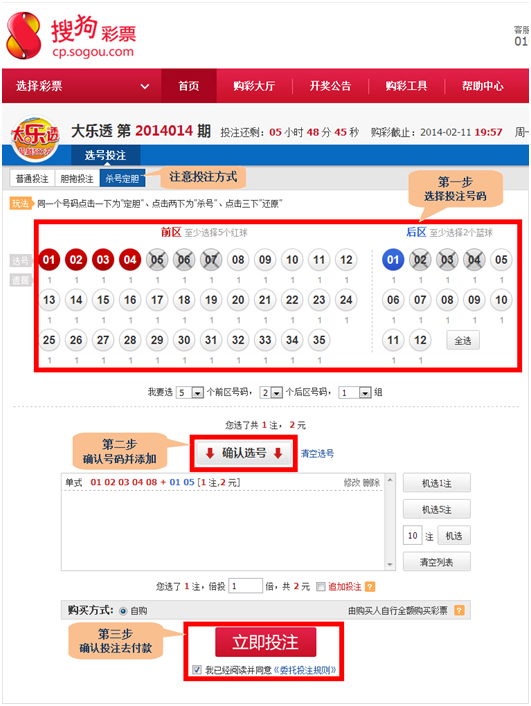 搜狗彩票
cp.sogou.com
客服
01
选择彩票 首页 购彩大厅 开奖公告 购彩工具 帮助中心
大乐透
大乐透 第 2014014 期 投注还剩: 05 小时 48 分 45 秒 购彩截止: 2014-02-11 19:57 周一
选号投注
普通投注 胆拖投注 杀号定胆
注意投注方式
第一步
选择投注号码
玩法 同一个号码点击一下为"定胆"、点击两下为"杀号"、点击三下"还原"
前区 至少选择5个红球 后区 至少选择2个蓝球
选号 01 02 03 04 05 06 07 08 09 10 11 12 01 02 03 04 05
遗漏 1 1 1 1 1 1 1 1 1 1 1 1 1 1 1 1 1
13 14 15 16 17 18 19 20 21 22 23 24 06 07 08 09 10
1 1 1 1 1 1 1 1 1 1 1 1 1 1 1 1 1
25 26 27 28 29 30 31 32 33 34 35 11 12 全选
1 1 1 1 1 1 1 1 1 1 1 1 1
我要选 5 个前区号码, 2 个后区号码, 1 组
您选了共 1 注, 2 元
第二步
确认号码并添加
确认选号 清空选号
单式 01 02 03 04 08 + 01 05 [1 注,2 元] 修改 删除
机选1注
机选5注
10 注 机选
清空列表
您选了 1 注, 倍投 1 倍, 共 2 元 追加投注 ?
购买方式: 自购 由购买人自行全额购买彩票 ?
第三步
确认投注去付款
立即投注
我已经阅读并同意《委托投注规则》